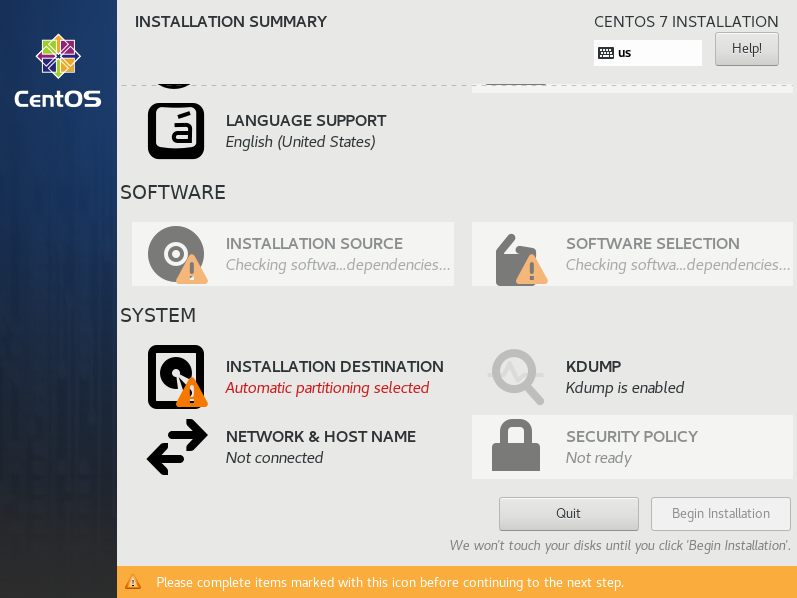 INSTALLATION SUMMARY
CENTOS 7 INSTALLATION
us
Help!
CentOS
á
LANGUAGE SUPPORT
English (United States)
SOFTWARE
INSTALLATION SOURCE
Checking softwa...dependencies...
SOFTWARE SELECTION
Checking softwa...dependencies...
SYSTEM
INSTALLATION DESTINATION
Automatic partitioning selected
KDUMP
Kdump is enabled
NETWORK & HOST NAME
Not connected
SECURITY POLICY
Not ready
Quit
Begin Installation
We won't touch your disks until you click 'Begin Installation'.
Please complete items marked with this icon before continuing to the next step.